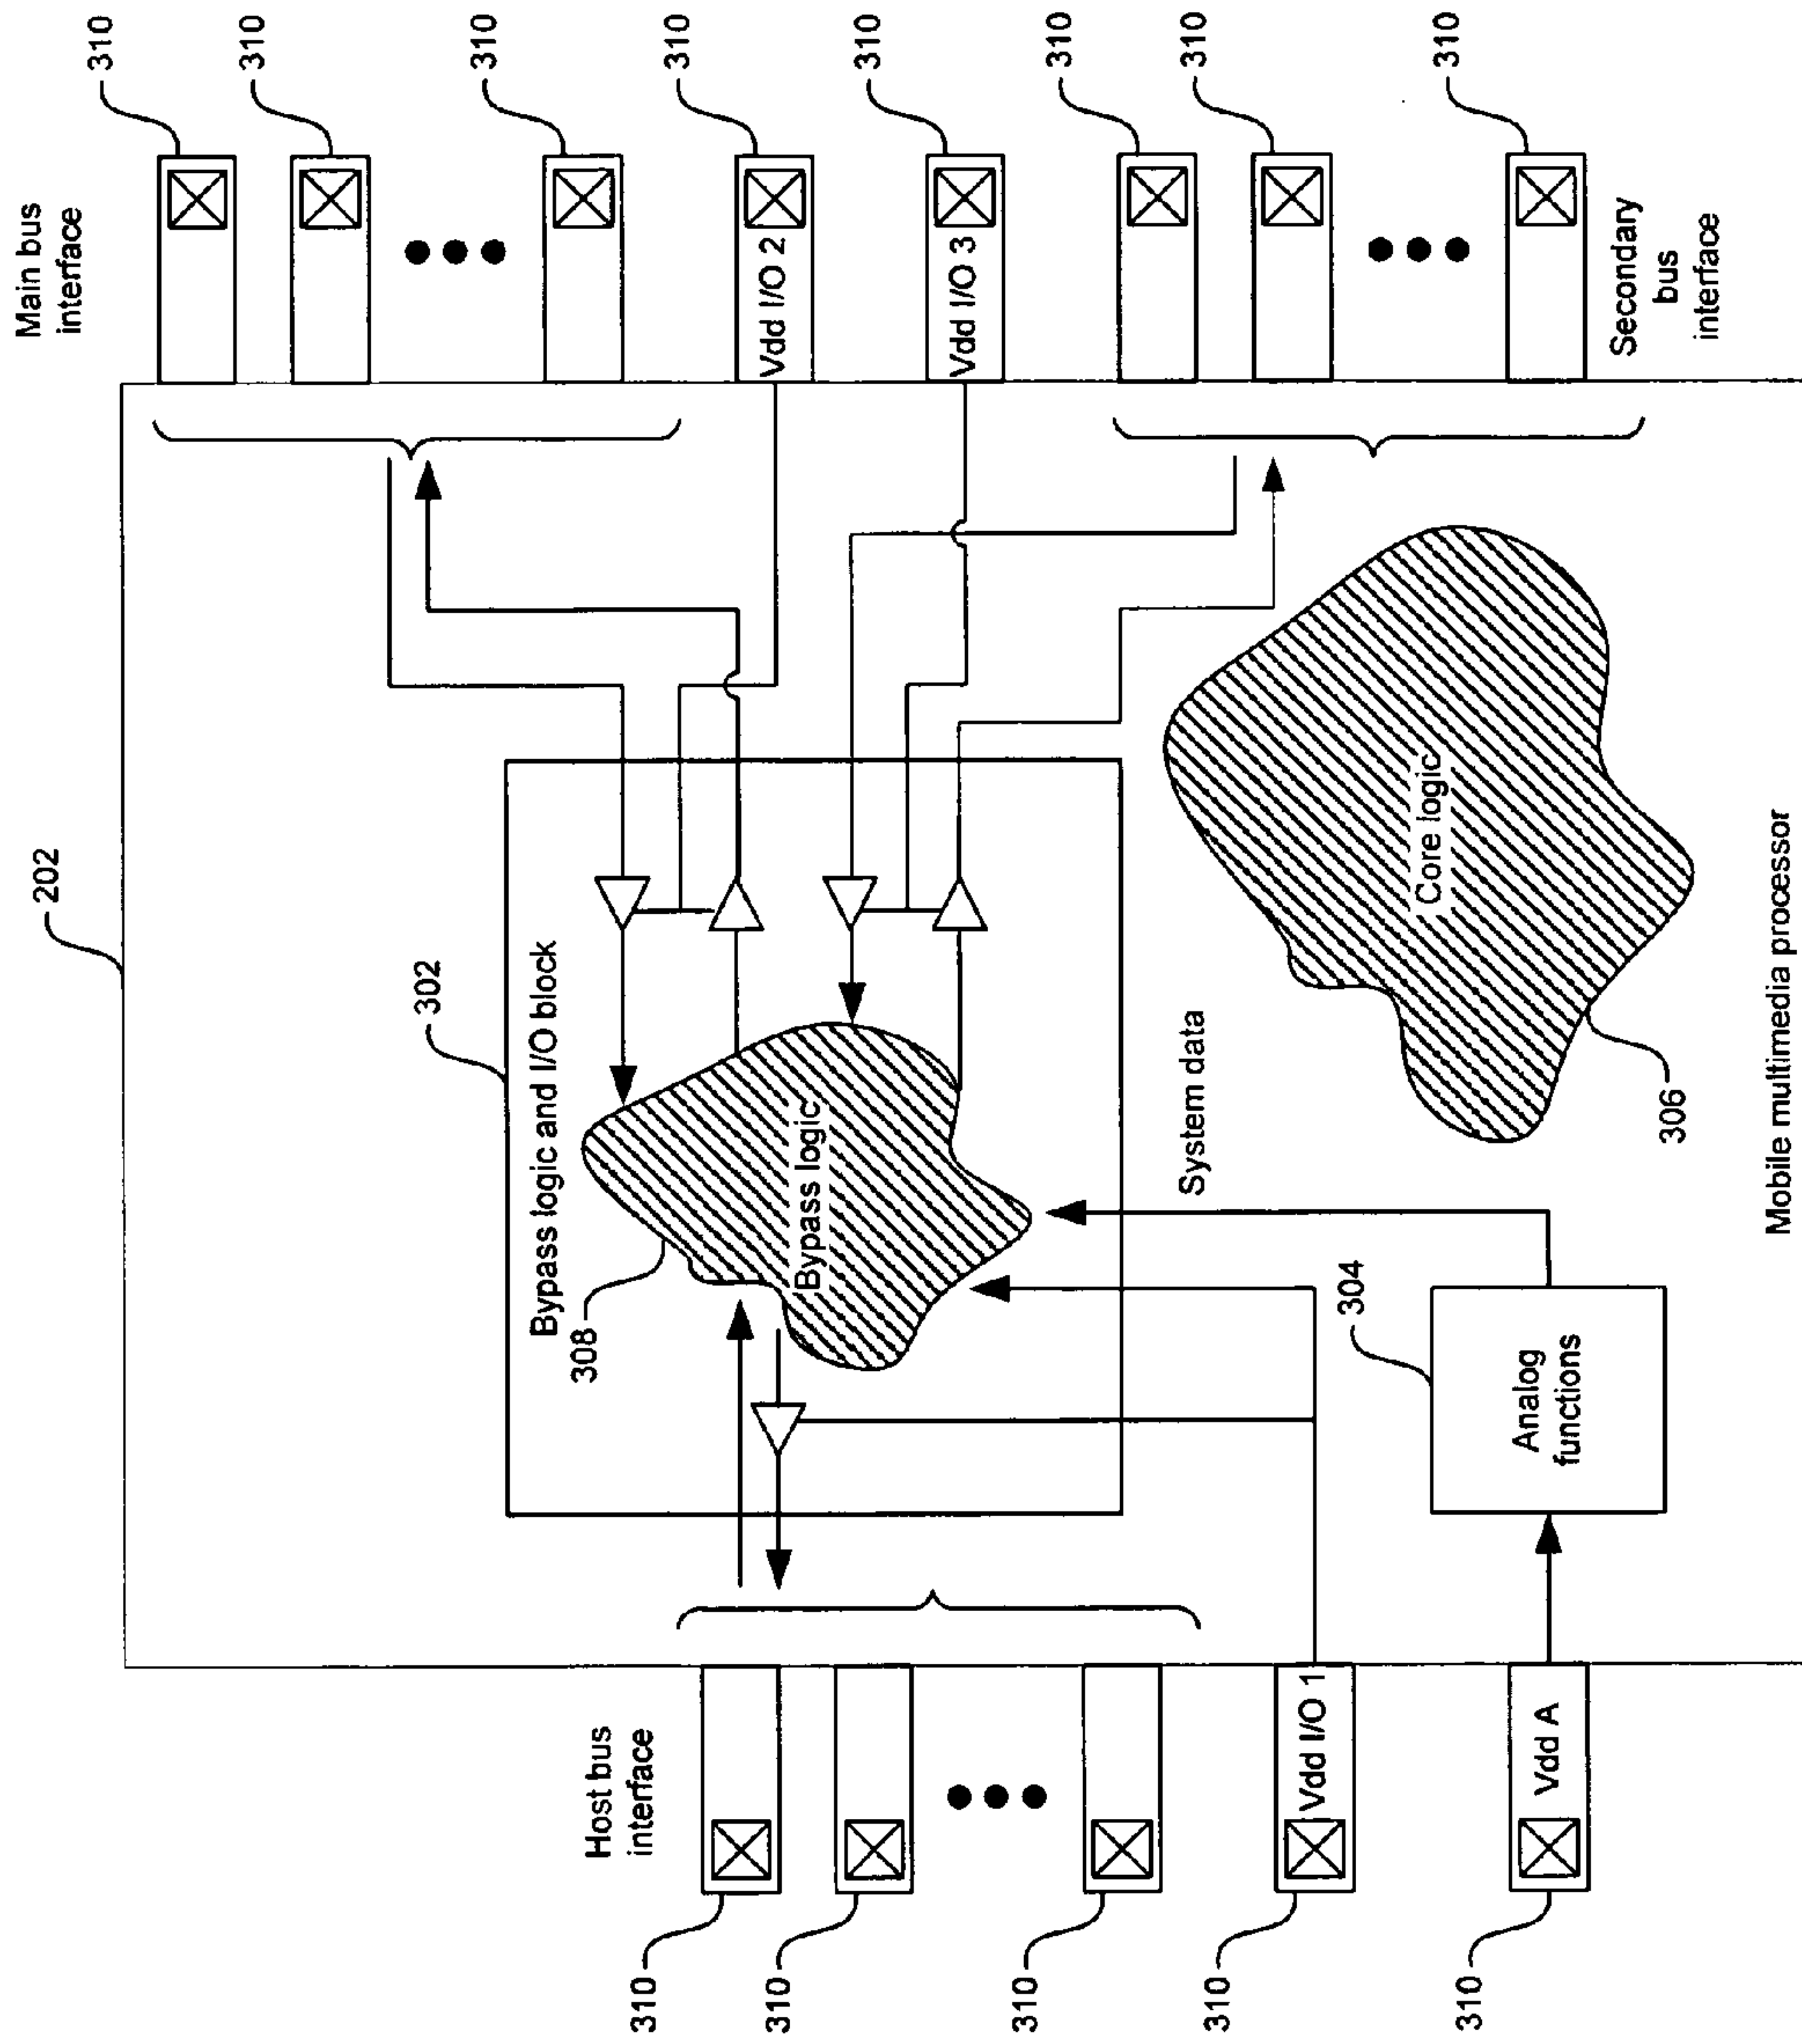 202
310
310
310
310
310
310
310
310
Main bus
interface
Vdd I/O 2
Vdd I/O 3
Secondary
bus
interface
302
Bypass logic and I/O block
308
Bypass logic
System data
Core logic
306
304
Analog
functions
Host bus
interface
Vdd I/O 1
Vdd A
310
310
310
310
310
Mobile multimedia processor